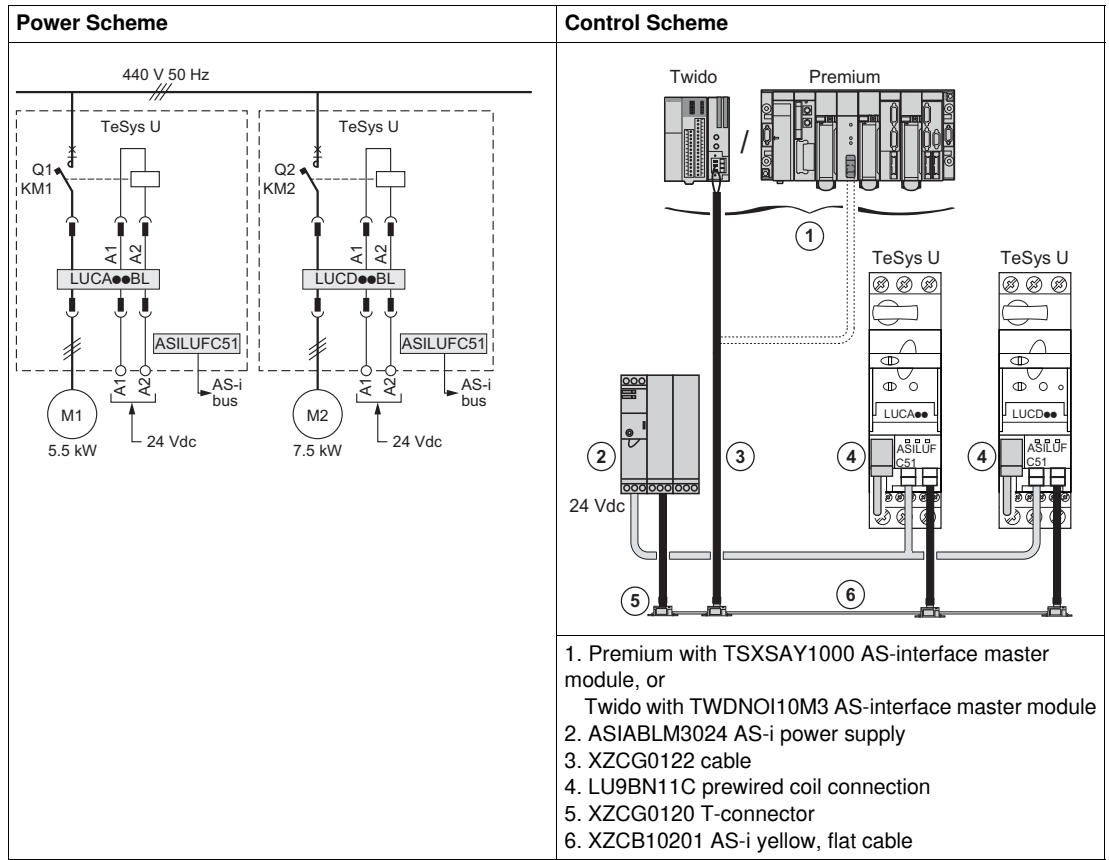 Power Scheme
Control Scheme
440 V 50 Hz
TeSys U
TeSys U
Q1
KM1
Q2
KM2
A1
A2
A1
A2
LUCA●●BL
LUCD●●BL
ASILUFC51
ASILUFC51
A1
A2
AS-i
bus
A1
A2
AS-i
bus
M1
M2
5.5 kW
24 Vdc
7.5 kW
24 Vdc
Twido
/
Premium
1
TeSys U
TeSys U
LUCA●●
LUCD●●
2
3
4
ASILUF
C51
4
ASILUF
C51
24 Vdc
5
6
1. Premium with TSXSAY1000 AS-interface master
module, or
Twido with TWDNOI10M3 AS-interface master module
2. ASIABLM3024 AS-i power supply
3. XZCG0122 cable
4. LU9BN11C prewired coil connection
5. XZCG0120 T-connector
6. XZCB10201 AS-i yellow, flat cable